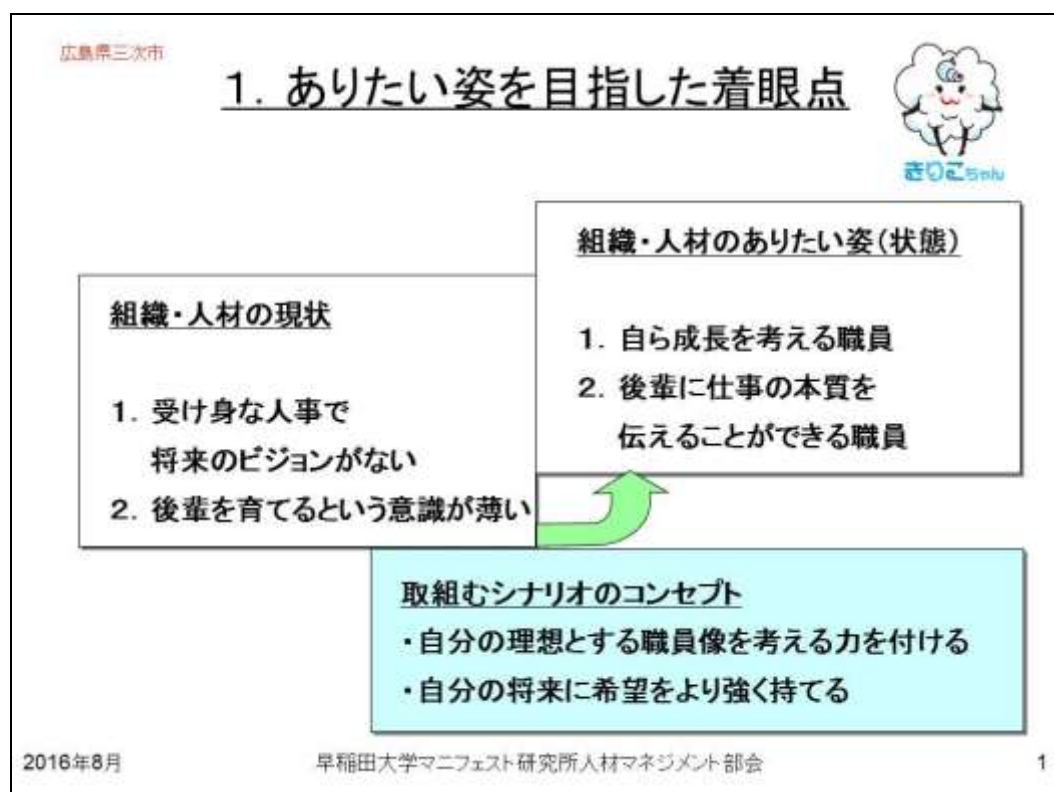 広島県三次市
1．ありたい姿を目指した着眼点
きりこちゃん
組織・人材のありたい姿（状態）
1．自ら成長を考える職員
2．後輩に仕事の本質を
伝えることができる職員
組織・人材の現状
1．受け身な人事で
将来のビジョンがない
2．後輩を育てるという意識が薄い
取組むシナリオのコンセプト
・自分の理想とする職員像を考える力を付ける
・自分の将来に希望をより強く持てる
2016年8月
早稲田大学マニフェスト研究所人材マネジメント部会
1